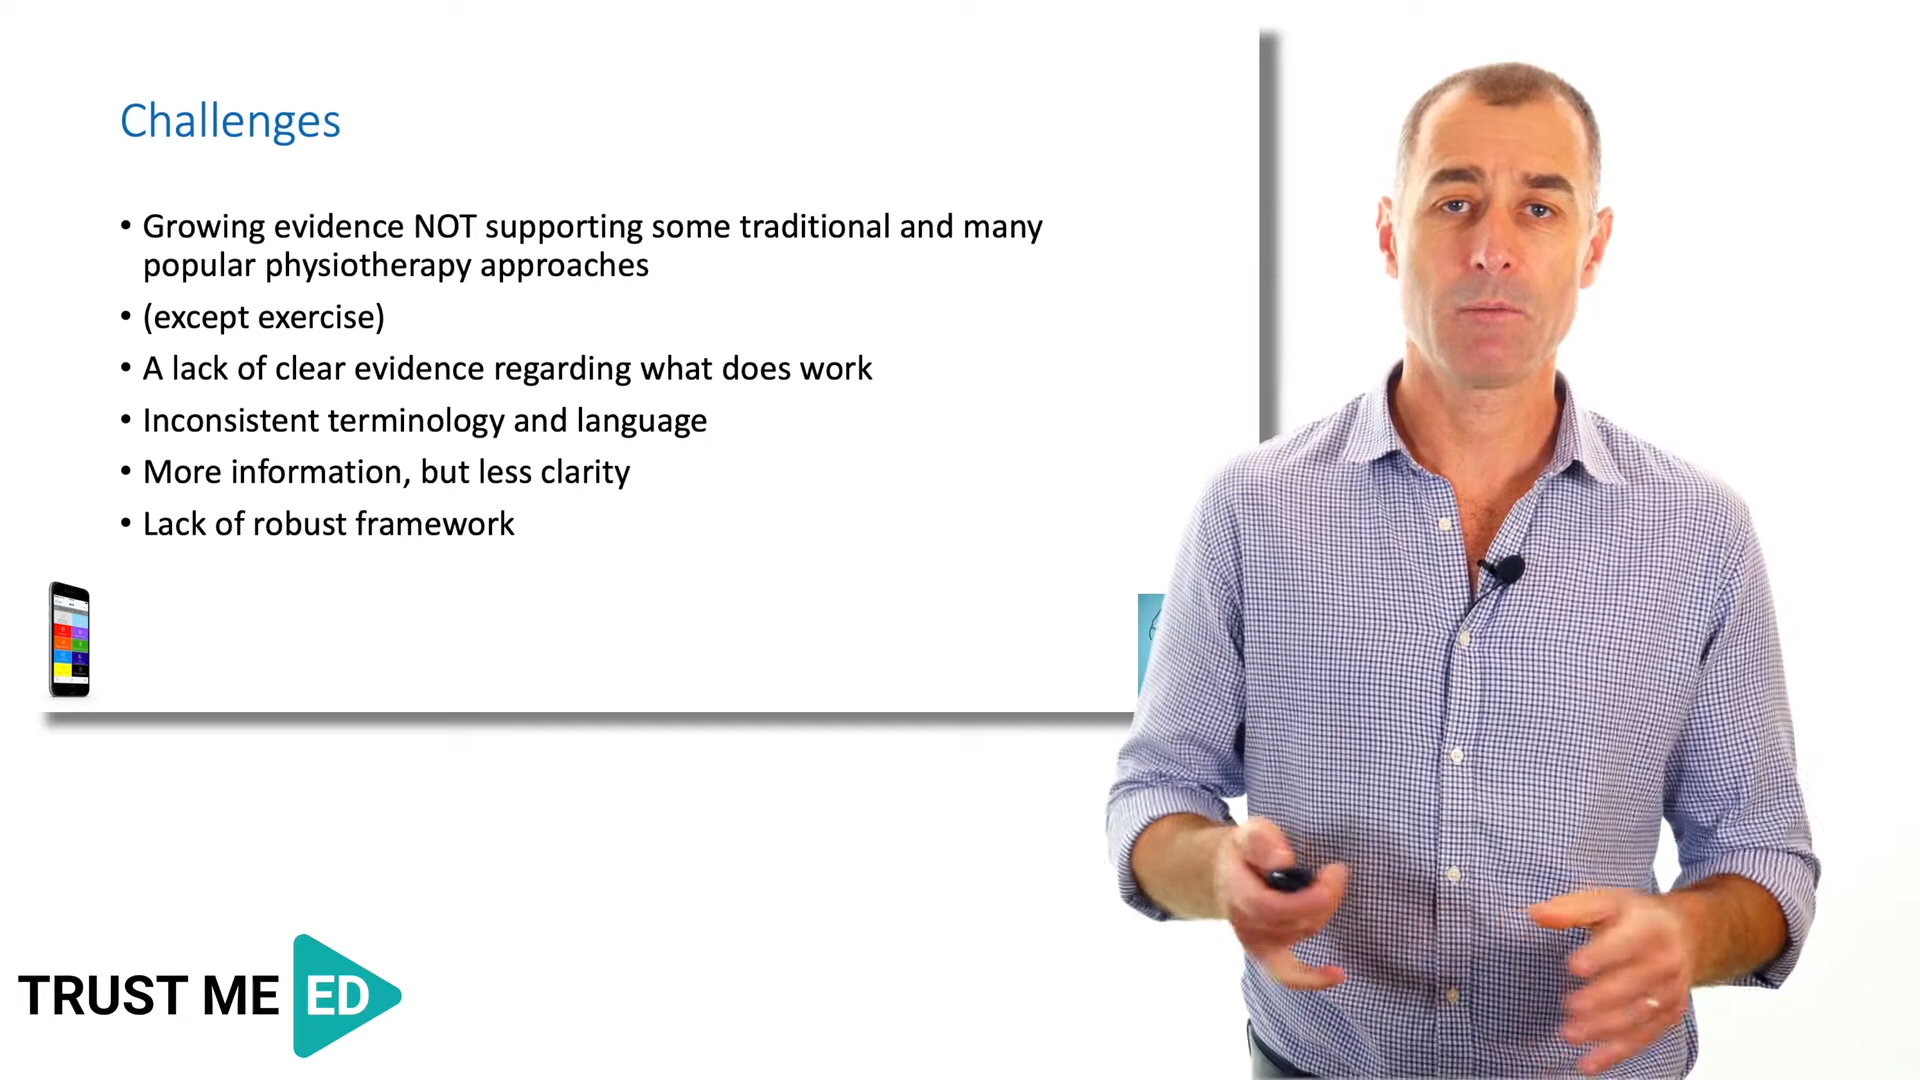 Challenges
• Growing evidence NOT supporting some traditional and many
popular physiotherapy approaches
• (except exercise)
• A lack of clear evidence regarding what does work
• Inconsistent terminology and language
• More information, but less clarity
• Lack of robust framework
TRUST ME ED